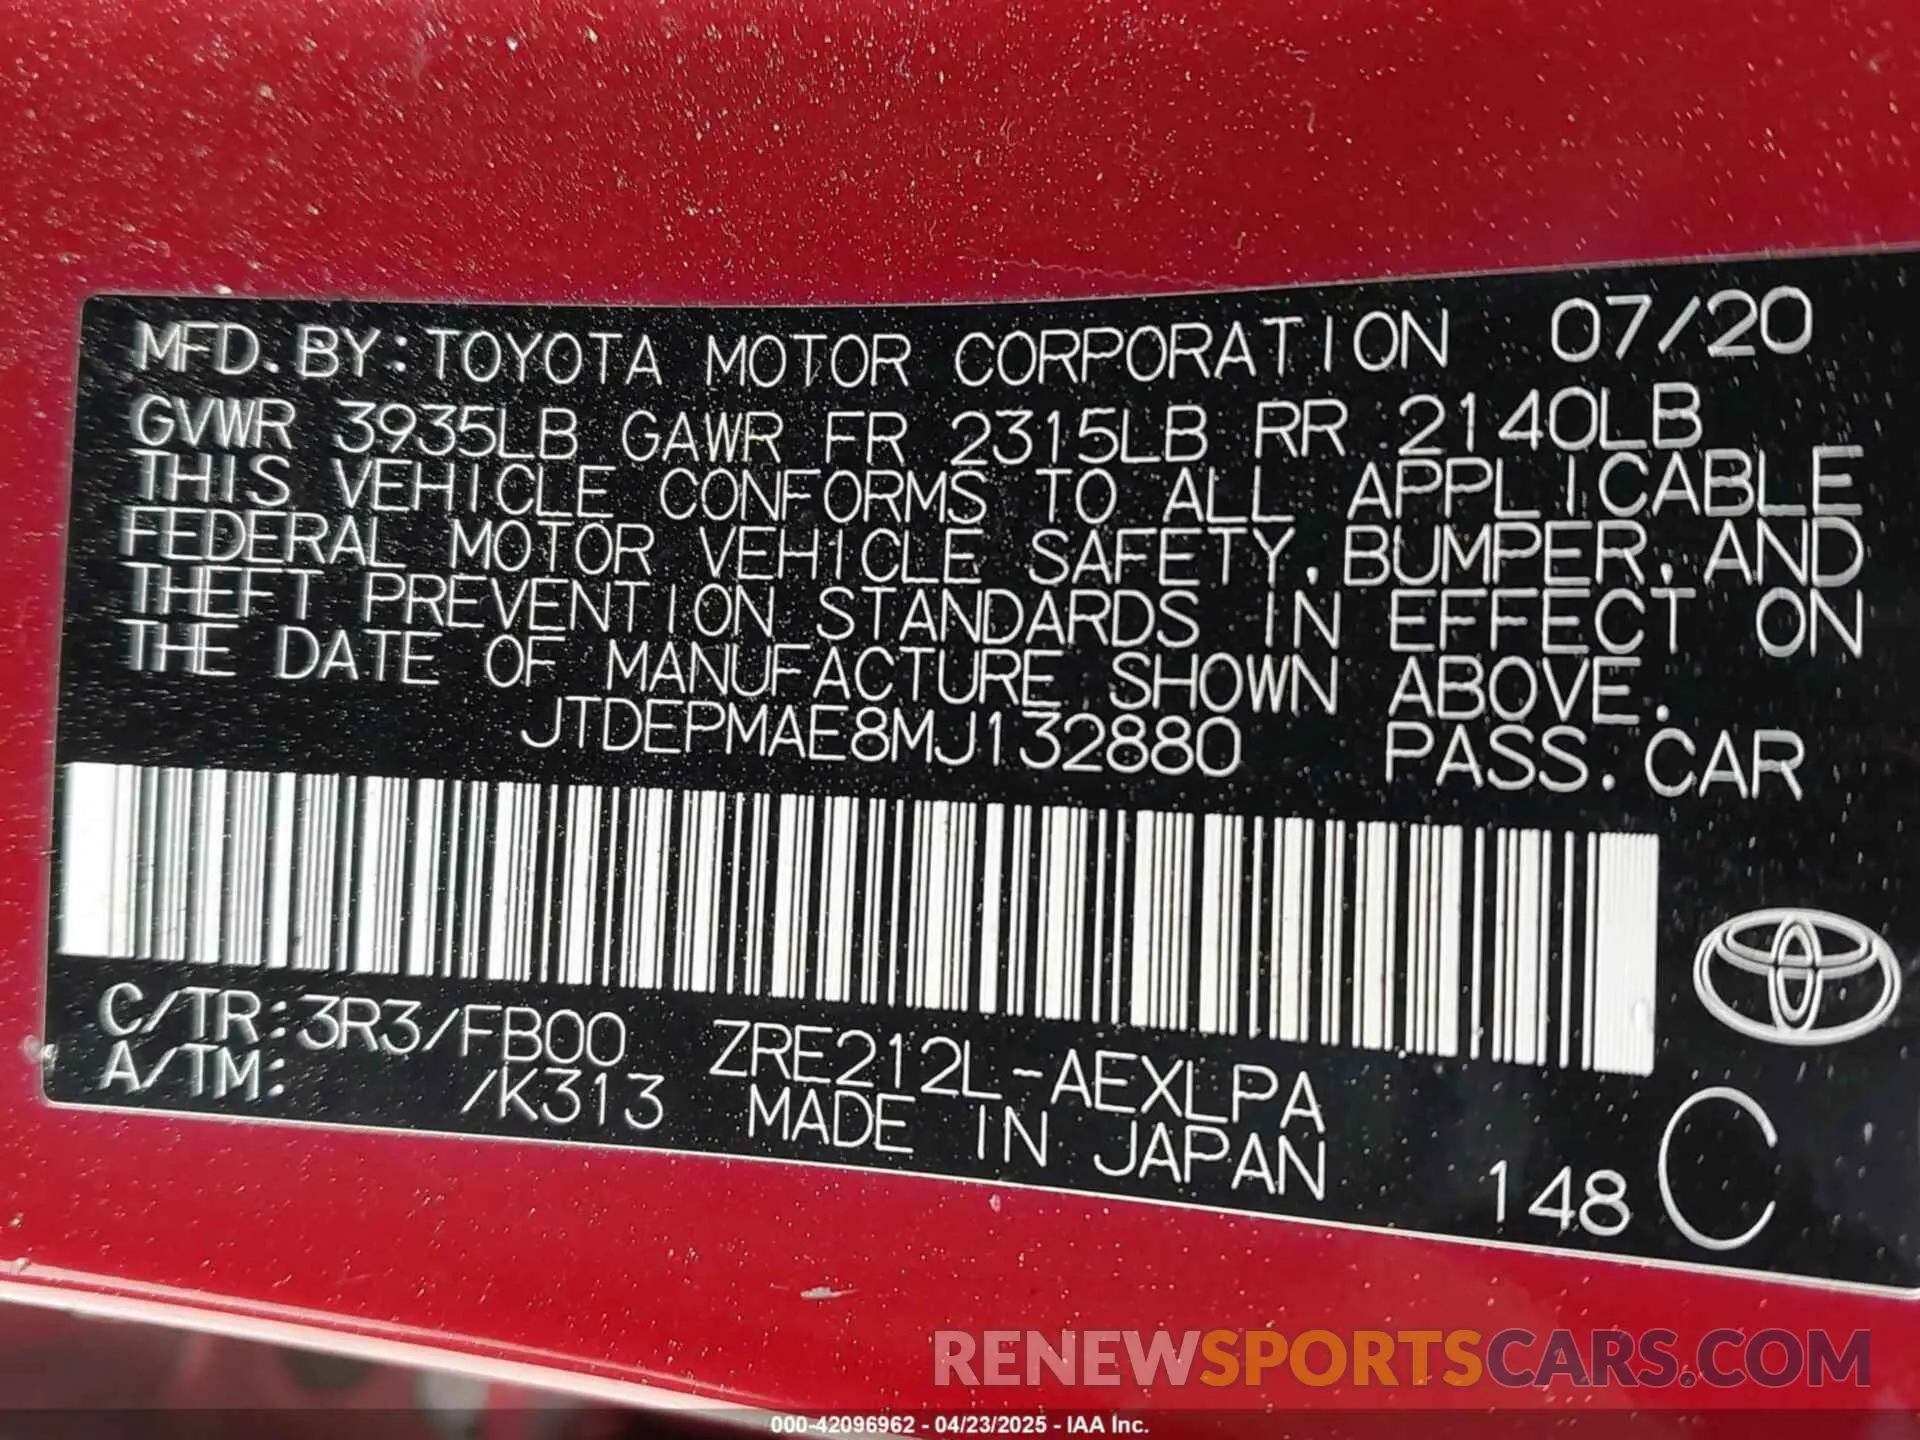 MFD. BY: TOYOTA MOTOR CORPORATION 07/20
GVWR 3935LB GAWR FR 2315LB RR 2140LB
THIS VEHICLE CONFORMS TO ALL APPLICABLE
FEDERAL MOTOR VEHICLE SAFETY, BUMPER, AND
THEFT PREVENTION STANDARDS IN EFFECT ON
THE DATE OF MANUFACTURE SHOWN ABOVE.
JTDEPMAE8MJ132880 PASS. CAR
C/TR: 3R3/FB00 ZRE212L-AEXLPA
A/TM: /K313 MADE IN JAPAN
148 C
RENEWSPORTSCARS.COM
000-42096962 - 04/23/2025 - IAA Inc.